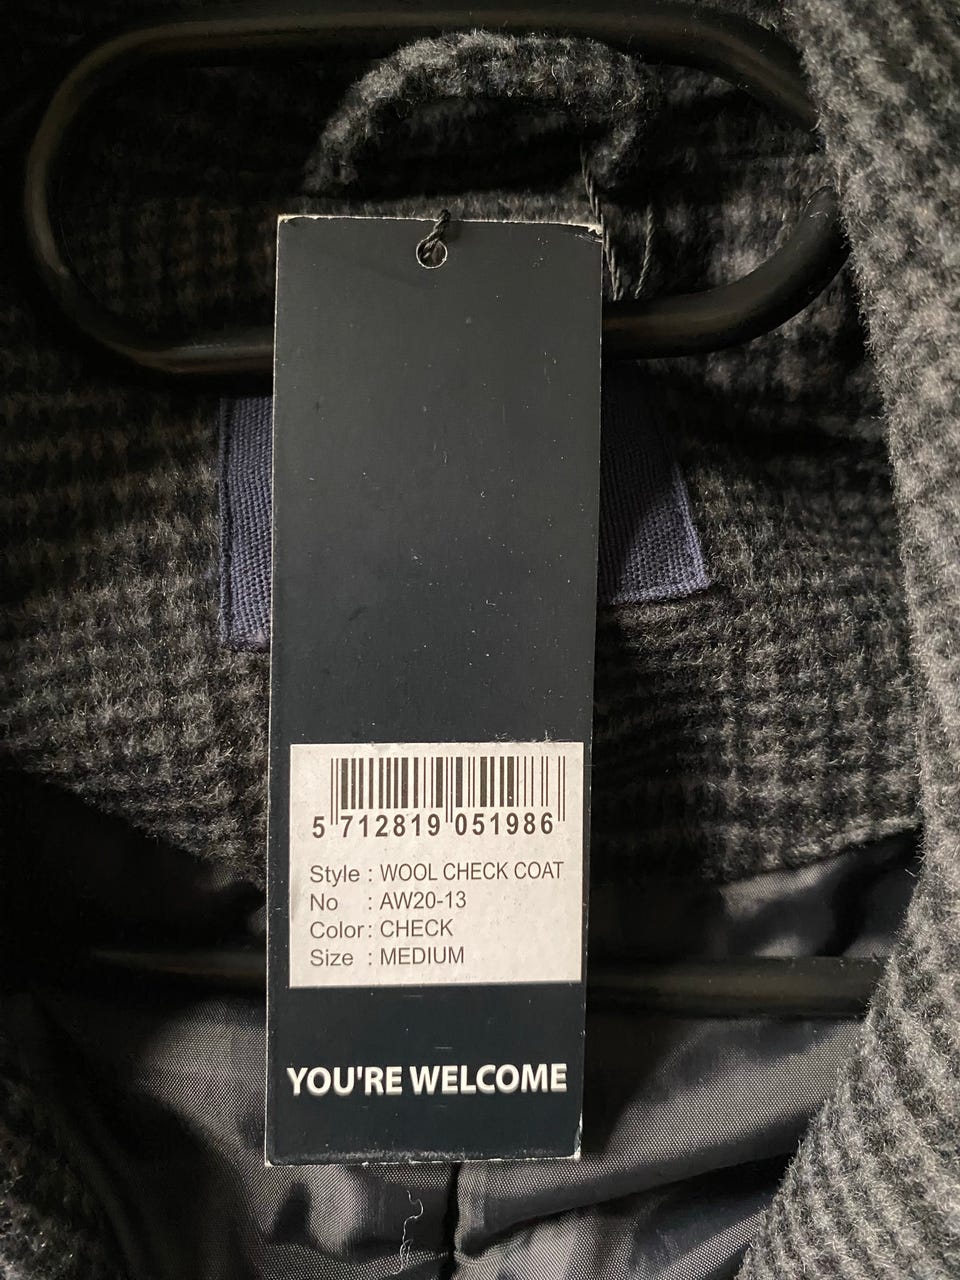 5 712819 051986
Style : WOOL CHECK COAT
No : AW20-13
Color : CHECK
Size : MEDIUM
YOU'RE WELCOME